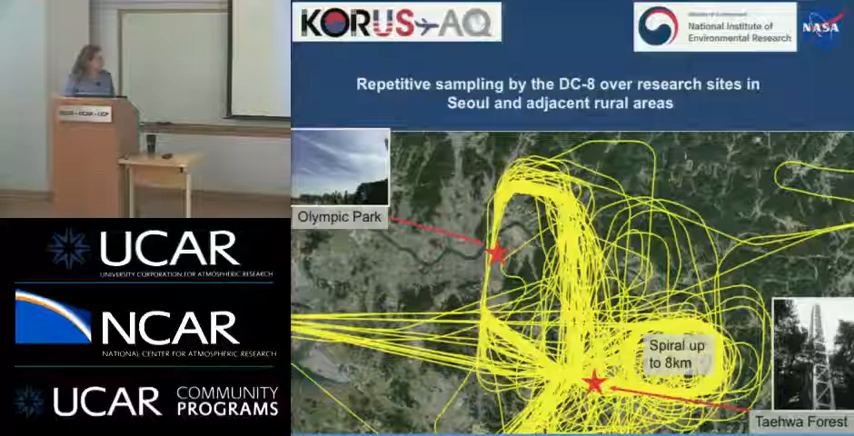 KORUS-AQ
National Institute of
Environmental Research
NASA
Repetitive sampling by the DC-8 over research sites in
Seoul and adjacent rural areas
Olympic Park
Spiral up
to 8km
Taehwa Forest
UCAR
UNIVERSITY CORPORATION FOR ATMOSPHERIC RESEARCH
NCAR
NATIONAL CENTER FOR ATMOSPHERIC RESEARCH
UCAR COMMUNITY
PROGRAMS